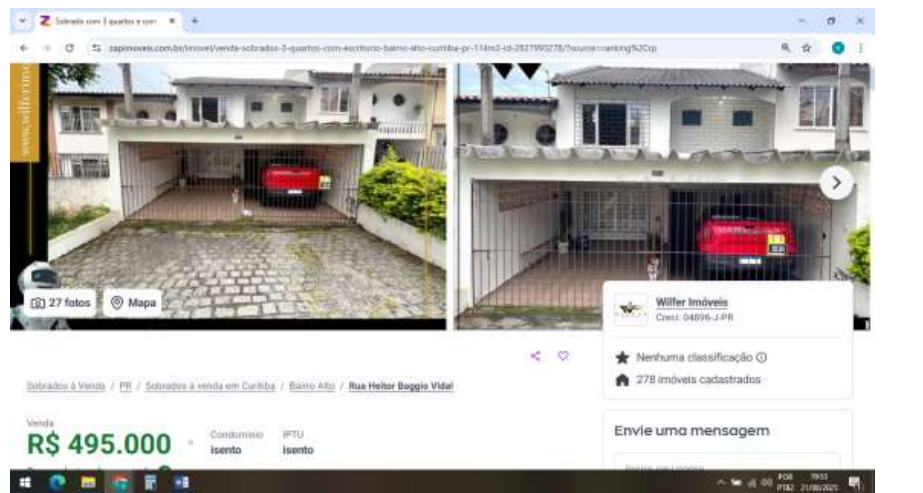 Sobrado com 3 quartos e com
zapimoveis.com.br/imovel/venda-sobrados-3-quartos-com-escritorio-bairro-alto-curitiba-pr-114m2-id-2827995278/?source=ranking%2Crp
27 fotos
Mapa
Wilfer Imóveis
Creci: 04896-J-PR
Nenhuma classificação
278 imóveis cadastrados
Sobrados à Venda / PR / Sobrados à venda em Curitiba / Bairro Alto / Rua Heitor Baggio Vidal
Venda
R$ 495.000
Condomínio
isento
IPTU
isento
Envie uma mensagem
POR
PTB2
21/08/2025